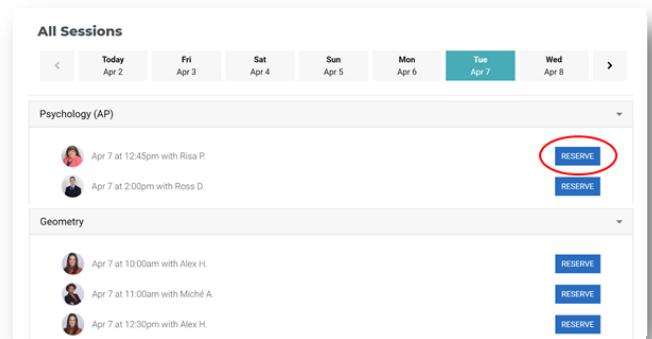 All Sessions
Today Fri Sat Sun Mon Tue Wed
Apr 2 Apr 3 Apr 4 Apr 5 Apr 6 Apr 7 Apr 8
Psychology (AP)
Apr 7 at 12:45pm with Risa P. RESERVE
Apr 7 at 2:00pm with Ross D. RESERVE
Geometry
Apr 7 at 10:00am with Alex H. RESERVE
Apr 7 at 11:00am with Miché A. RESERVE
Apr 7 at 12:30pm with Alex H. RESERVE